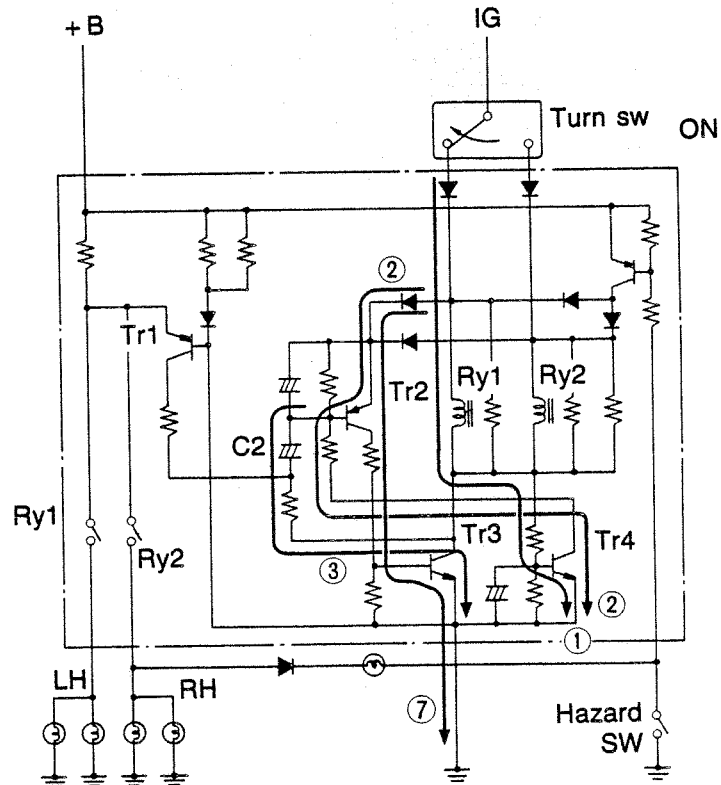 +B
IG
Turn sw
ON
②
Tr1
Tr2
Ry1
Ry2
C2
Ry1
Ry2
Tr3
Tr4
③
②
①
LH
RH
⑦
Hazard
SW